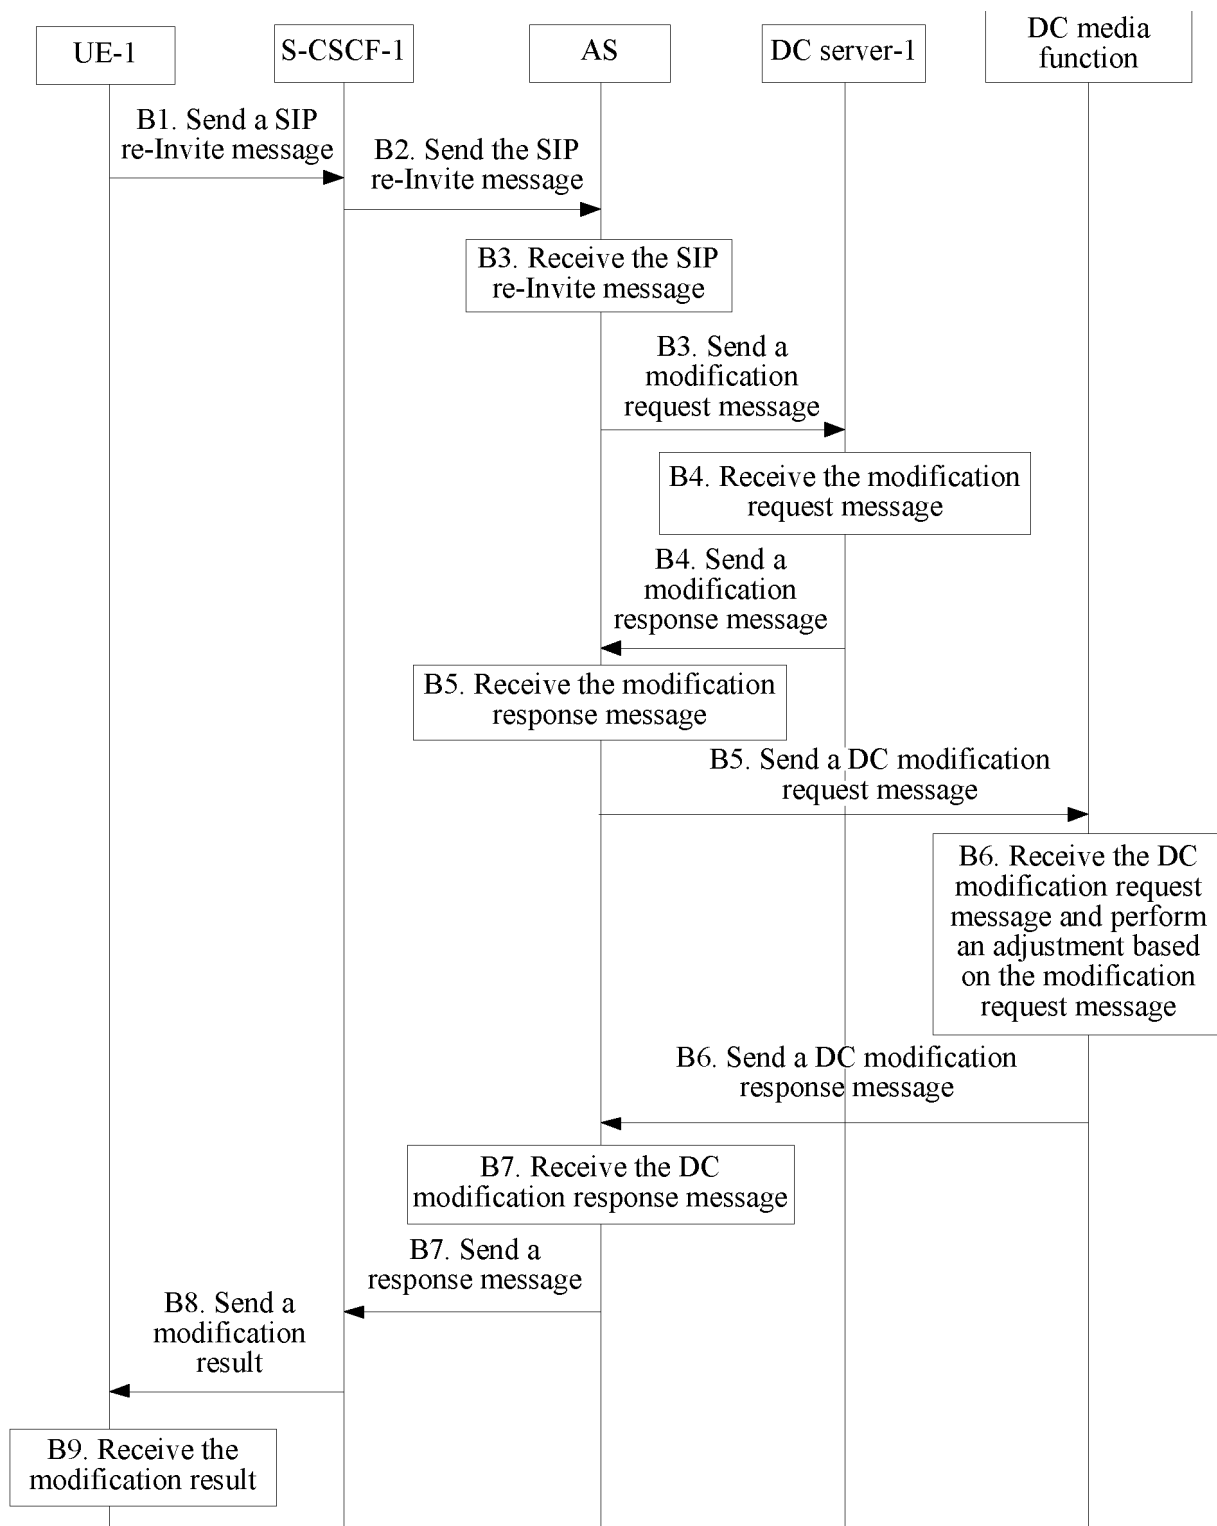 UE-1
S-CSCF-1
AS
DC server-1
DC media
function
B1. Send a SIP
re-Invite message
B2. Send the SIP
re-Invite message
B3. Receive the SIP
re-Invite message
B3. Send a
modification
request message
B4. Receive the modification
request message
B4. Send a
modification
response message
B5. Receive the modification
response message
B5. Send a DC modification
request message
B6. Receive the DC
modification request
message and perform
an adjustment based
on the modification
request message
B6. Send a DC modification
response message
B7. Receive the DC
modification response message
B7. Send a
response message
B8. Send a
modification
result
B9. Receive the
modification result